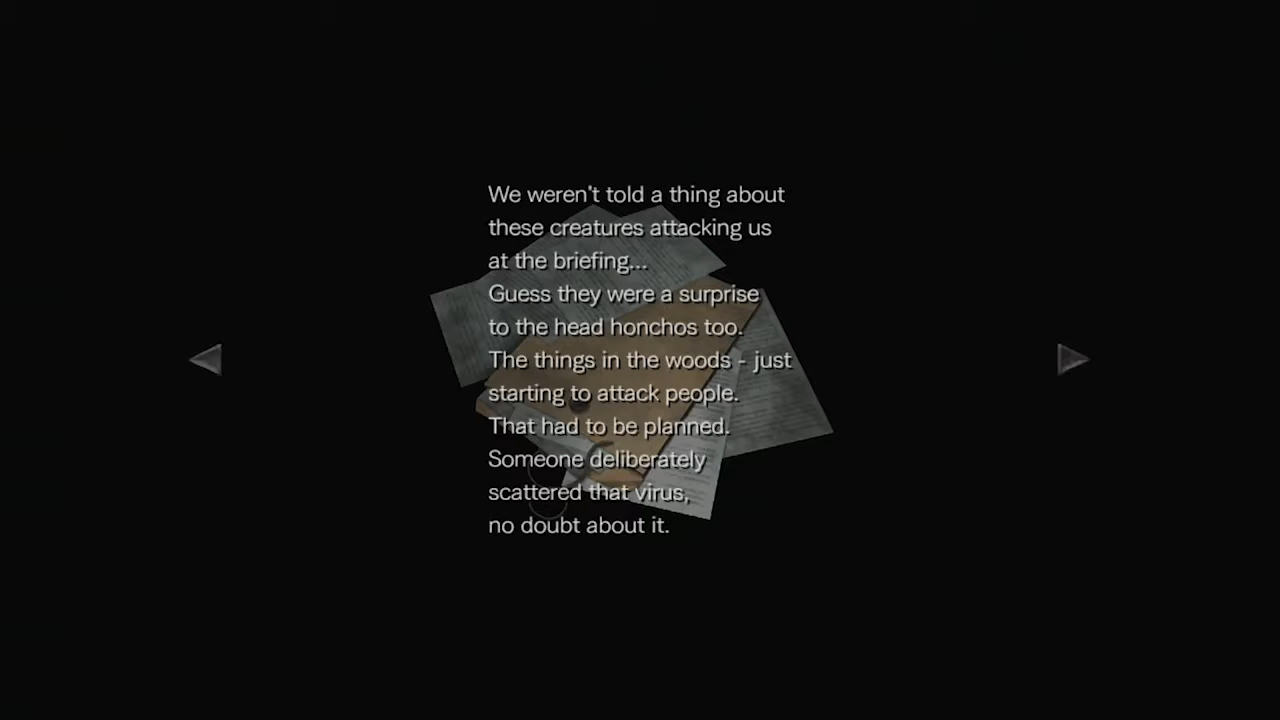 We weren't told a thing about
these creatures attacking us
at the briefing...
Guess they were a surprise
to the head honchos too.
The things in the woods - just
starting to attack people.
That had to be planned.
Someone deliberately
scattered that virus,
no doubt about it.